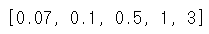 [0.07, 0.1, 0.5, 1, 3]